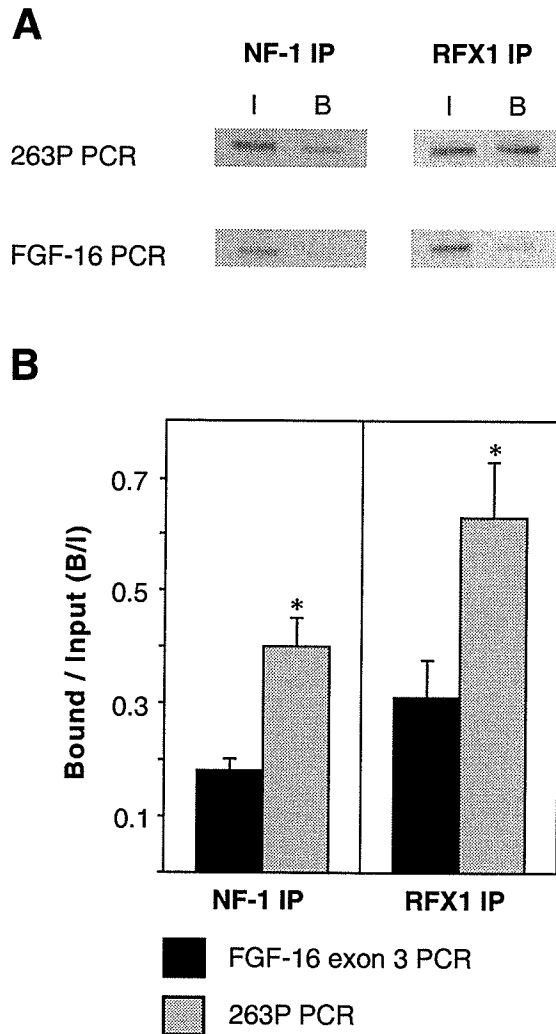 A
NF-1 IP RFX1 IP
I B I B
263P PCR
FGF-16 PCR
B
Bound / Input (B/I)
0.7
0.5
0.3
0.1
* *
NF-1 IP RFX1 IP
FGF-16 exon 3 PCR
263P PCR